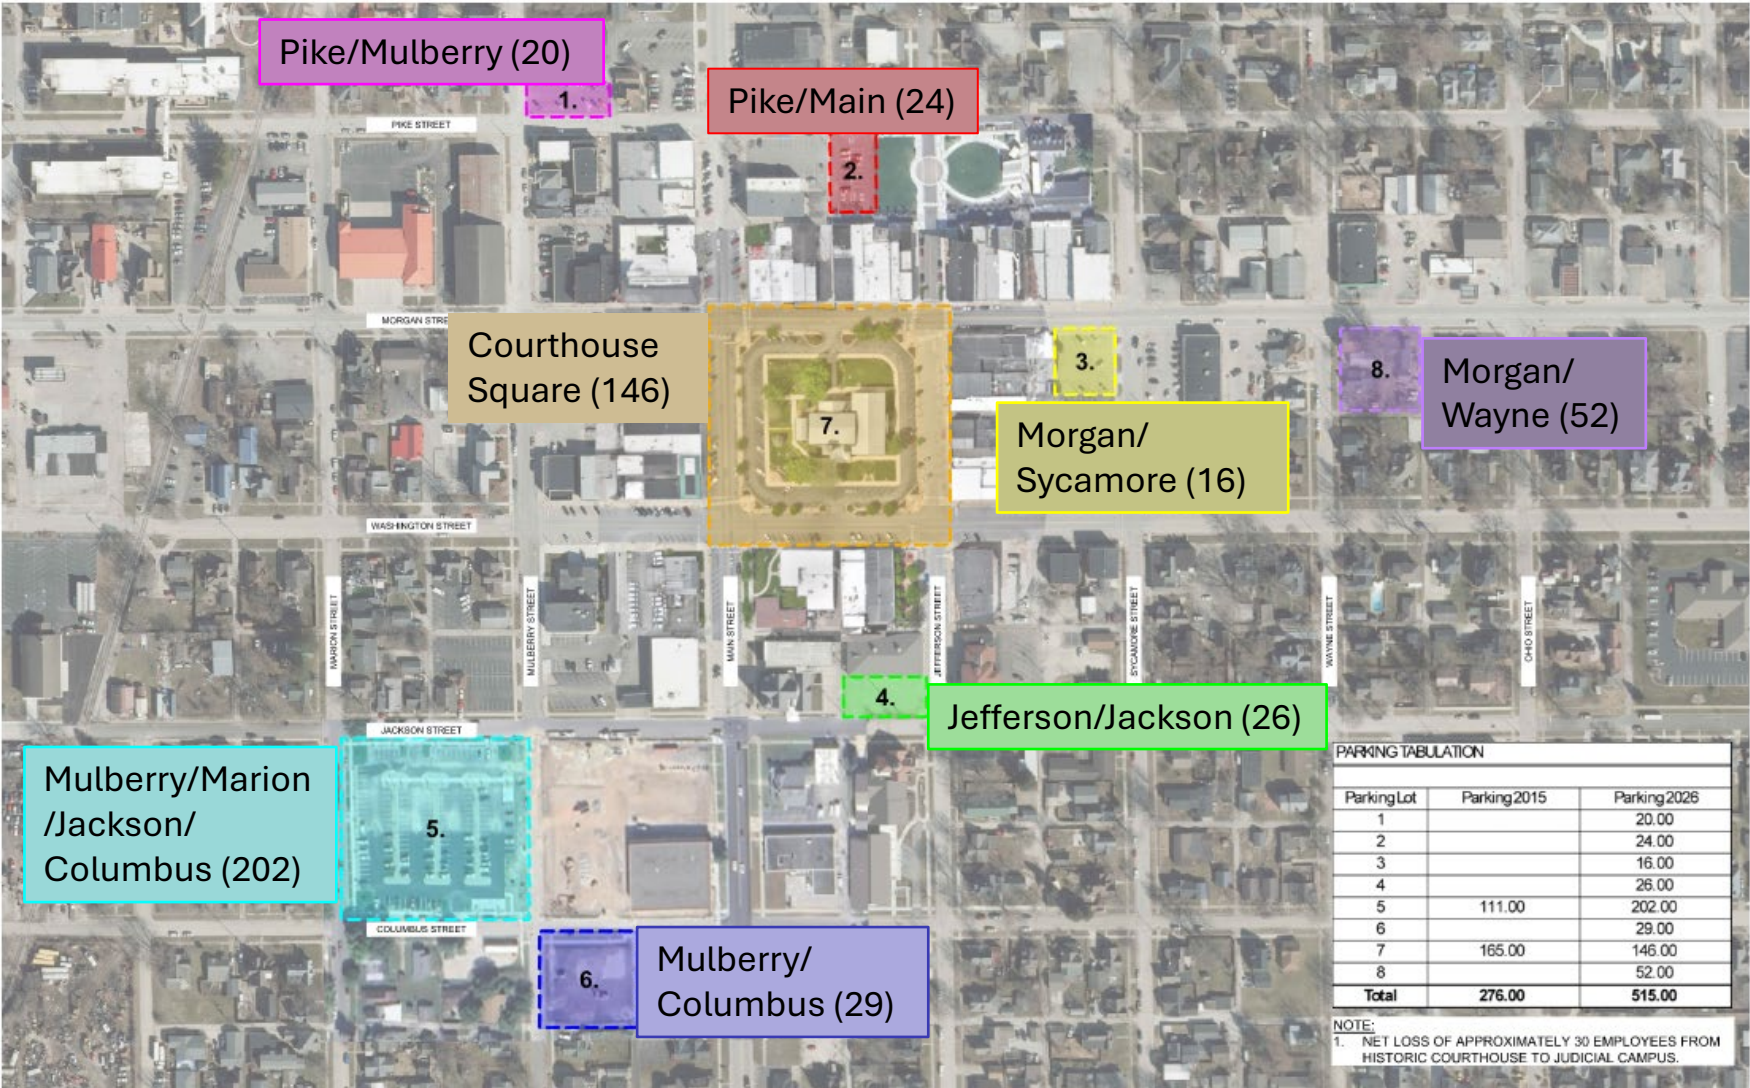 Pike/Mulberry (20)
1.
PIKE STREET
Pike/Main (24)
2.
MORGAN STRE
Courthouse
Square (146)
7.
3.
Morgan/
Sycamore (16)
8.
Morgan/
Wayne (52)
WASHINGTON STREET
MARION STREET
MULBERRY STREET
MAIN STREET
JEFFERSON STREET
SYCAMORE STREET
WAYNE STREET
OHIO STREET
4.
Jefferson/Jackson (26)
JACKSON STREET
Mulberry/Marion
/Jackson/
Columbus (202)
5.
COLUMBUS STREET
6.
Mulberry/
Columbus (29)
PARKING TABULATION
Parking Lot Parking 2015 Parking 2026
1 20.00
2 24.00
3 16.00
4 26.00
5 111.00 202.00
6 29.00
7 165.00 146.00
8 52.00
Total 276.00 515.00
NOTE:
1. NET LOSS OF APPROXIMATELY 30 EMPLOYEES FROM
HISTORIC COURTHOUSE TO JUDICIAL CAMPUS.